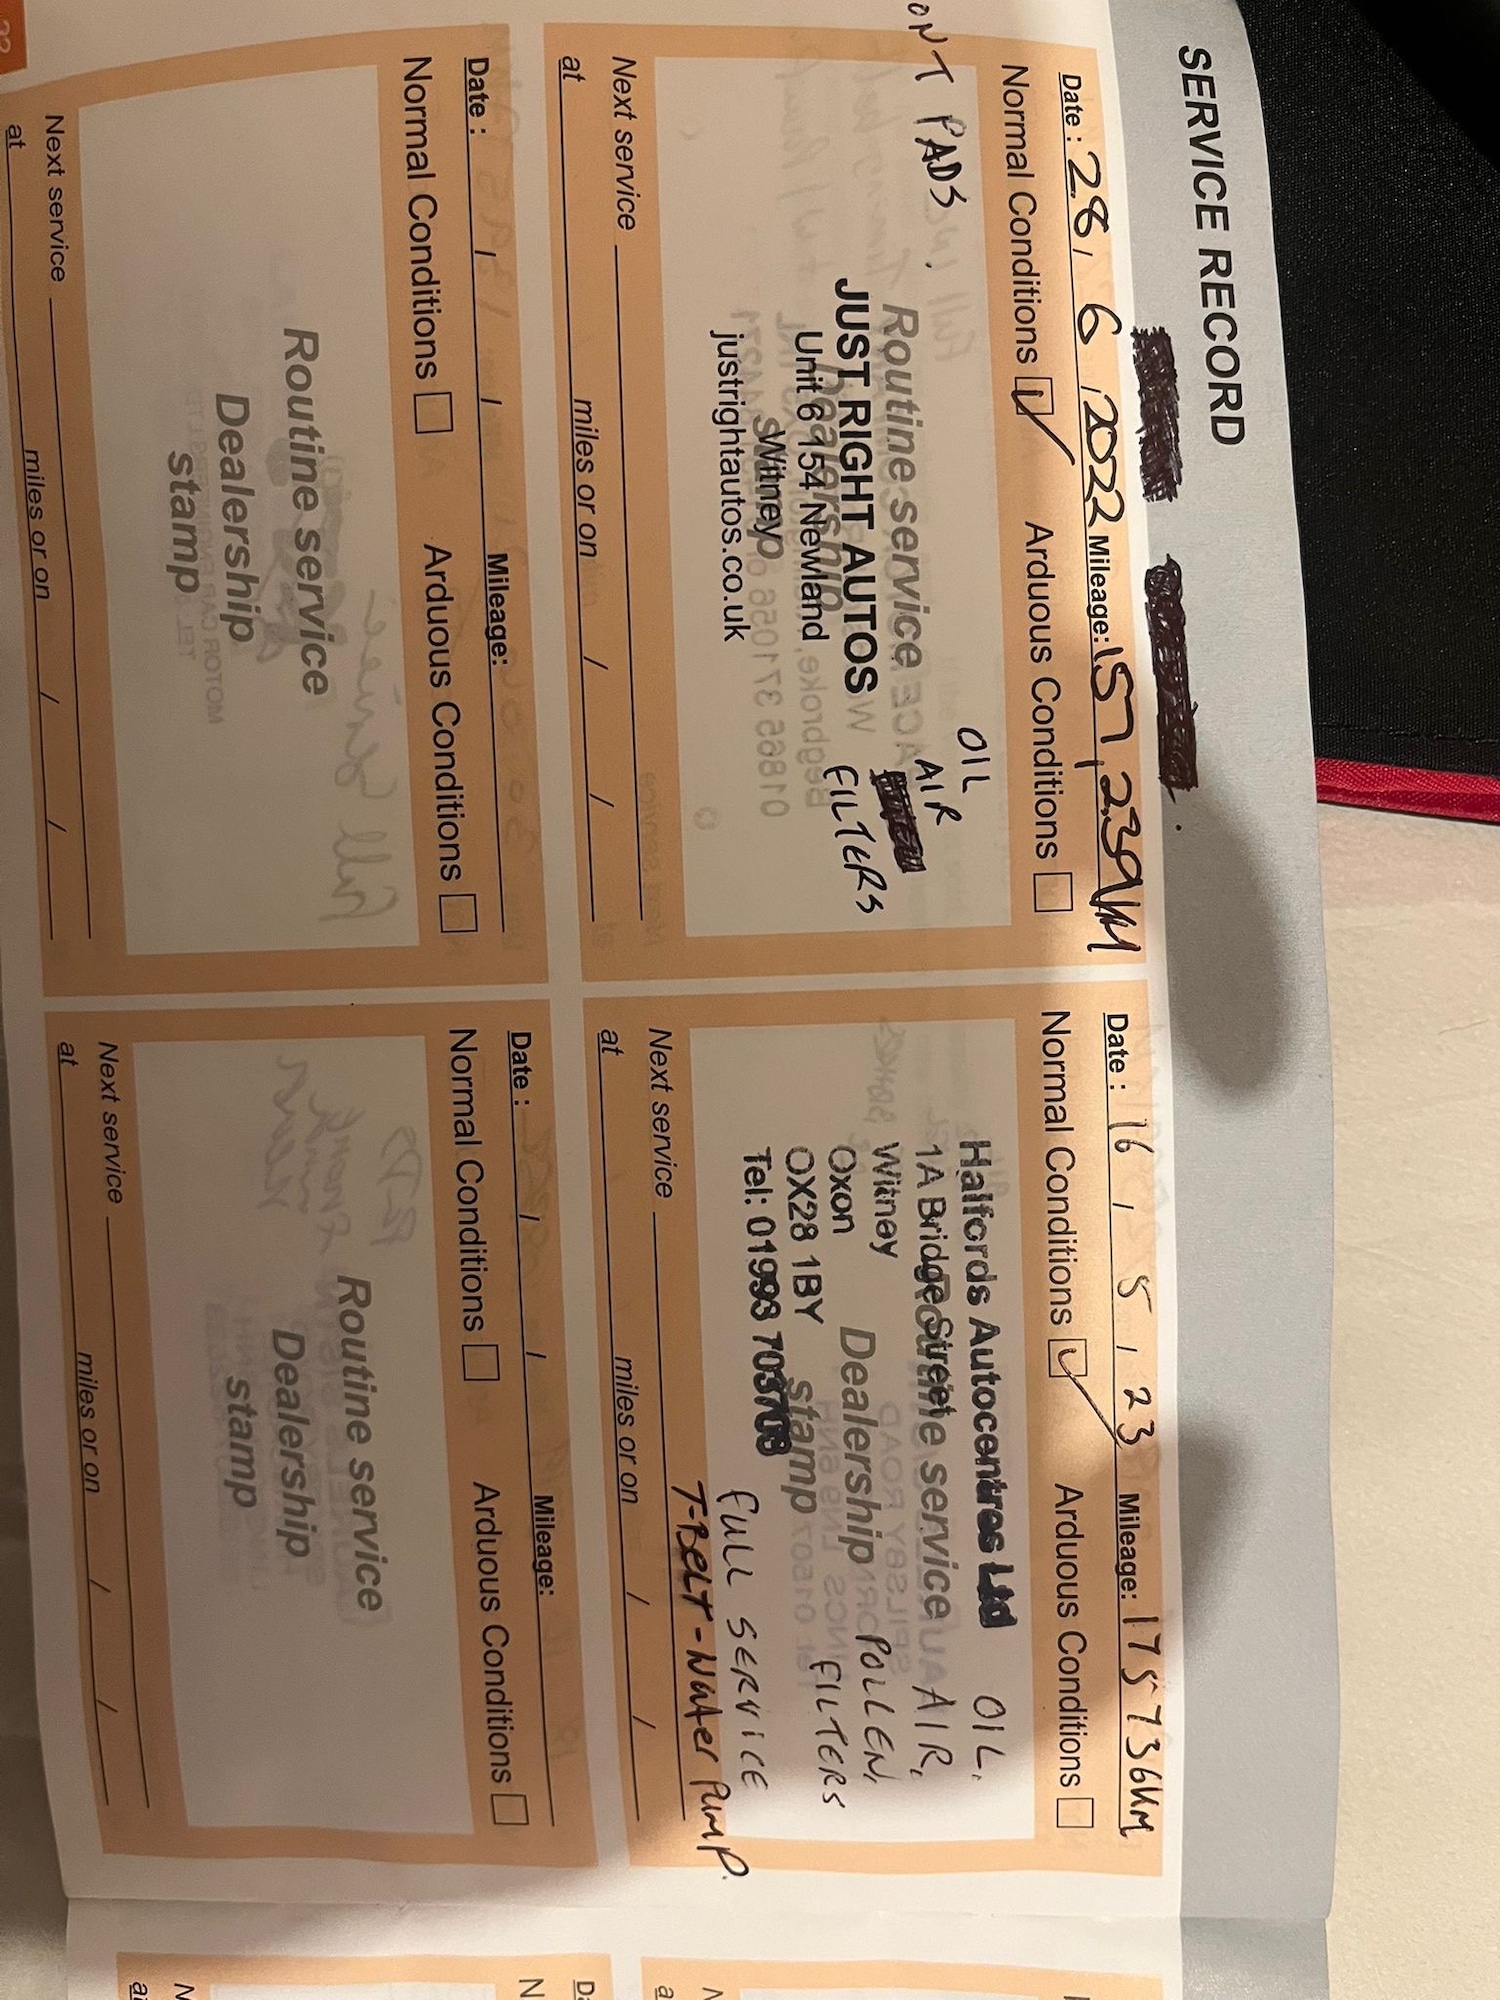 SERVICE RECORD
Date : 28 / 6 / 2022 Mileage: 157,239KM
Normal Conditions ☑ Arduous Conditions ☐
ONT PADS.
OIL
AIR
FILTERS
Routine service
Dealership
stamp
JUST RIGHT AUTOS
Unit 6 154 Newland
Witney
justrightautos.co.uk
Next service
at miles or on / /
Date : 16 / 5 / 23 Mileage: 175736KM
Normal Conditions ☑ Arduous Conditions ☐
Halfords Autocentres Ltd
1A Bridge Street
Witney
Oxon
OX28 1BY
Tel: 01993 703703
Routine service
Dealership
stamp
OIL,
AIR,
POLLEN,
FILTERS
FULL SERVICE
T-BELT - Water Pump.
Next service
at miles or on / /
Date : / / Mileage:
Normal Conditions ☐ Arduous Conditions ☐
Routine service
Dealership
stamp
Next service
at miles or on / /
Date : / / Mileage:
Normal Conditions ☐ Arduous Conditions ☐
Routine service
Dealership
stamp
Next service
at miles or on / /